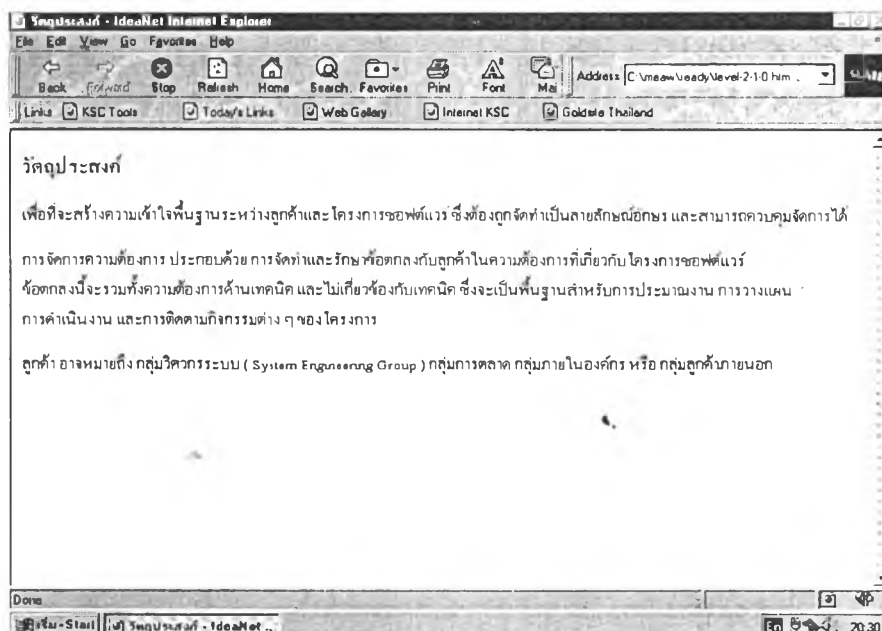 วัตถุประสงค์ - IdeaNet Internet Explorer
File Edit View Go Favorites Help
Back Forward Stop Refresh Home Search Favorites Print Font Mail Address C:\meaw\ready\level-2-1-0.htm
Links KSC Tools Today's Links Web Gallery Internet KSC Goldsite Thailand
วัตถุประสงค์
เพื่อที่จะสร้างความเข้าใจพื้นฐานระหว่างลูกค้าและโครงการซอฟต์แวร์ ซึ่งต้องถูกจัดทำเป็นลายลักษณ์อักษร และสามารถควบคุมจัดการได้
การจัดการความต้องการ ประกอบด้วย การจัดทำและรักษาข้อตกลงกับลูกค้าในความต้องการที่เกี่ยวกับโครงการซอฟต์แวร์
ข้อตกลงนี้จะรวมทั้งความต้องการด้านเทคนิค และไม่เกี่ยวข้องกับเทคนิค ซึ่งจะเป็นพื้นฐานสำหรับการประมาณงาน การวางแผน
การดำเนินงาน และการติดตามกิจกรรมต่าง ๆ ของโครงการ
ลูกค้า อาจหมายถึง กลุ่มวิศวกรระบบ ( System Engineering Group ) กลุ่มการตลาด กลุ่มภายในองค์กร หรือ กลุ่มลูกค้าภายนอก
Done
เริ่ม-Start วัตถุประสงค์ - IdeaNet ... En 20:30